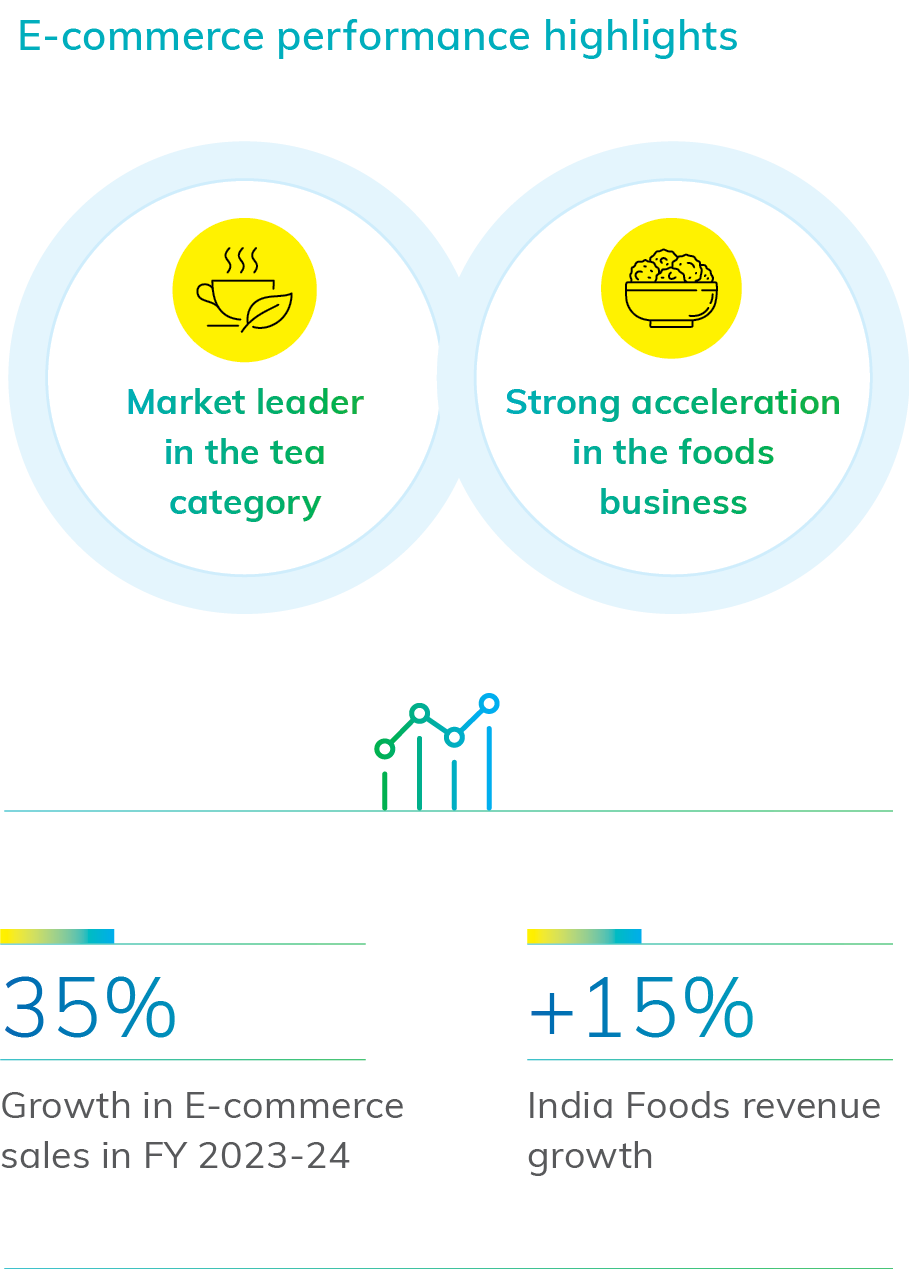 E-commerce performance highlights
Market leader
in the tea
category
Strong acceleration
in the foods
business
35%
Growth in E-commerce
sales in FY 2023-24
+15%
India Foods revenue
growth